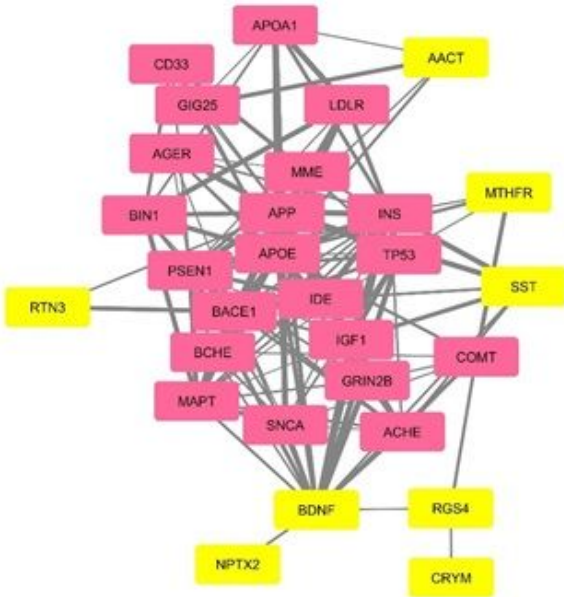 APOA1
AACT
CD33
GIG25
LDLR
AGER
MME
MTHFR
BIN1
APP
INS
APOE
TP53
PSEN1
SST
IDE
RTN3
BACE1
IGF1
BCHE
COMT
GRIN2B
MAPT
SNCA
ACHE
BDNF
RGS4
NPTX2
CRYM